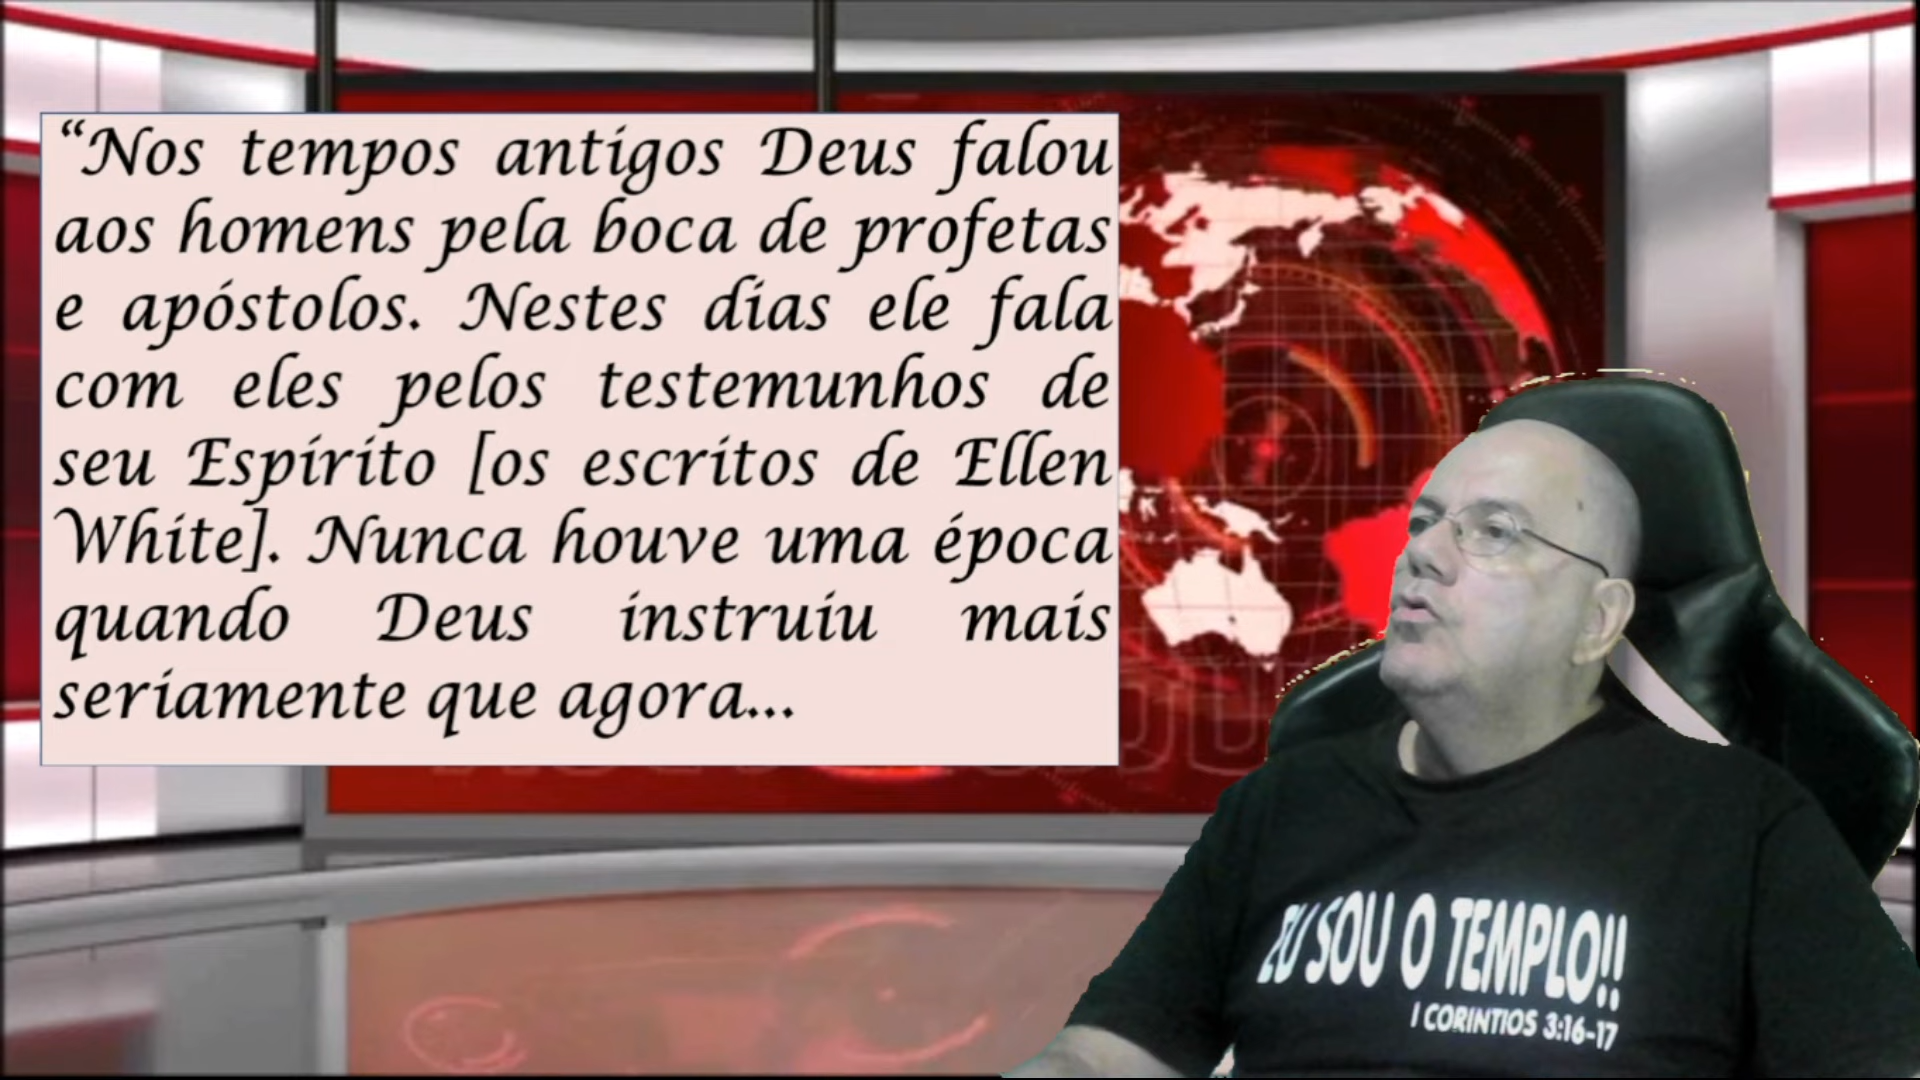 “Nos tempos antigos Deus falou
aos homens pela boca de profetas
e apóstolos. Nestes dias ele fala
com eles pelos testemunhos de
seu Espírito [os escritos de Ellen
White]. Nunca houve uma época
quando Deus instruiu mais
seriamente que agora...
EU SOU O TEMPLO!!
I CORINTIOS 3:16-17